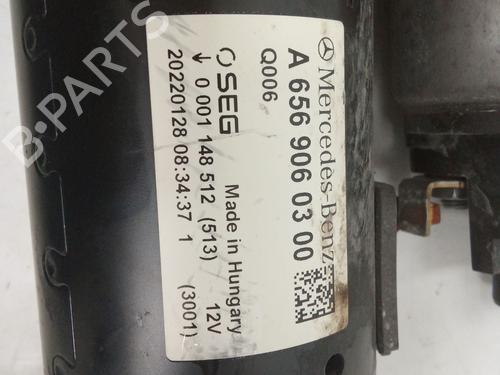 Mercedes-Benz
A 656 906 03 00
Q006
SEG Made in Hungary 12V
0 001 148 512 (513) (3001)
20220128 08:34:37 1
B-PARTS